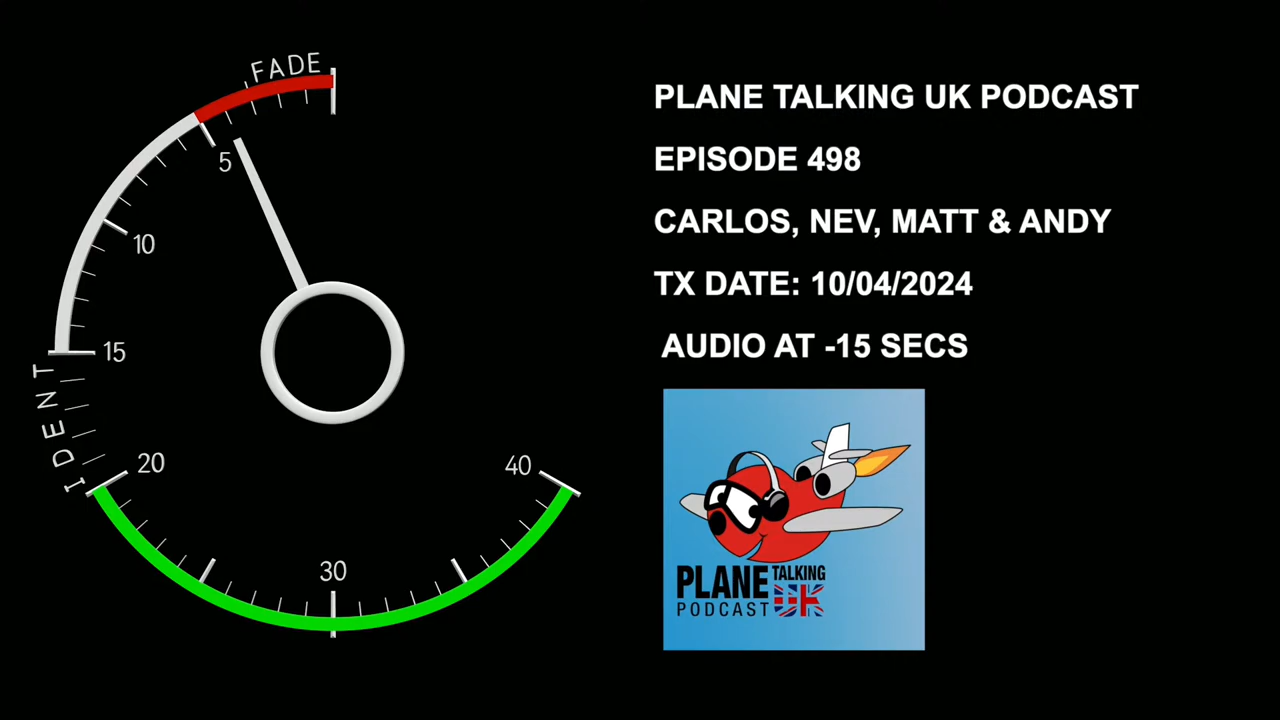 FADE
5
10
15
IDENT
20
30
40
PLANE TALKING UK PODCAST
EPISODE 498
CARLOS, NEV, MATT & ANDY
TX DATE: 10/04/2024
AUDIO AT -15 SECS
PLANE TALKING
PODCAST UK